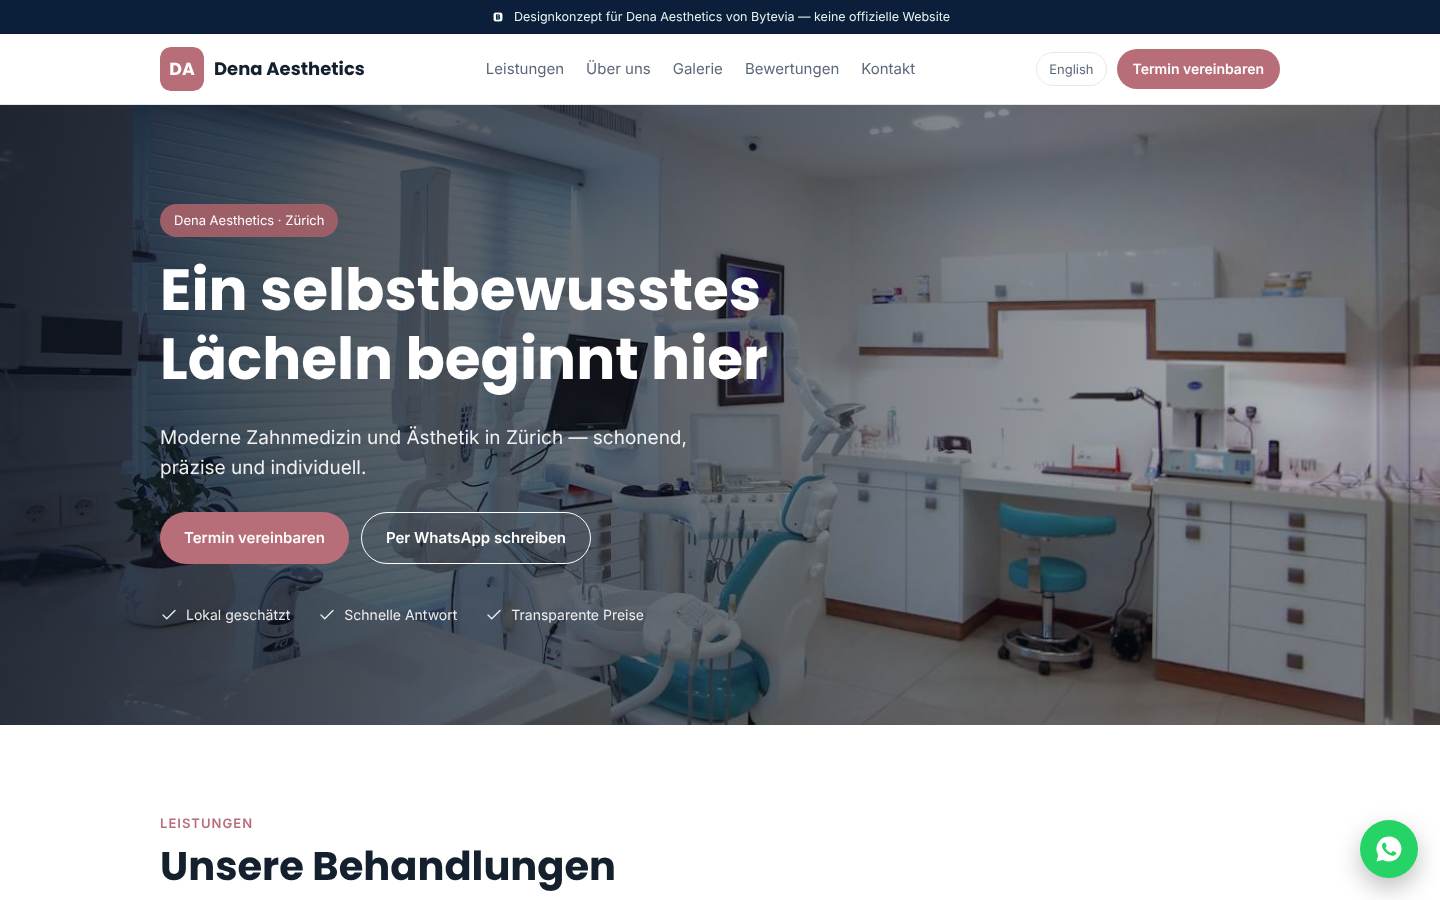 Designkonzept für Dena Aesthetics von Bytevia — keine offizielle Website
DA
Dena Aesthetics
Leistungen
Über uns
Galerie
Bewertungen
Kontakt
English
Termin vereinbaren
Dena Aesthetics · Zürich
Ein selbstbewusstes
Lächeln beginnt hier
Moderne Zahnmedizin und Ästhetik in Zürich — schonend,
präzise und individuell.
Termin vereinbaren
Per WhatsApp schreiben
Lokal geschätzt
Schnelle Antwort
Transparente Preise
LEISTUNGEN
Unsere Behandlungen